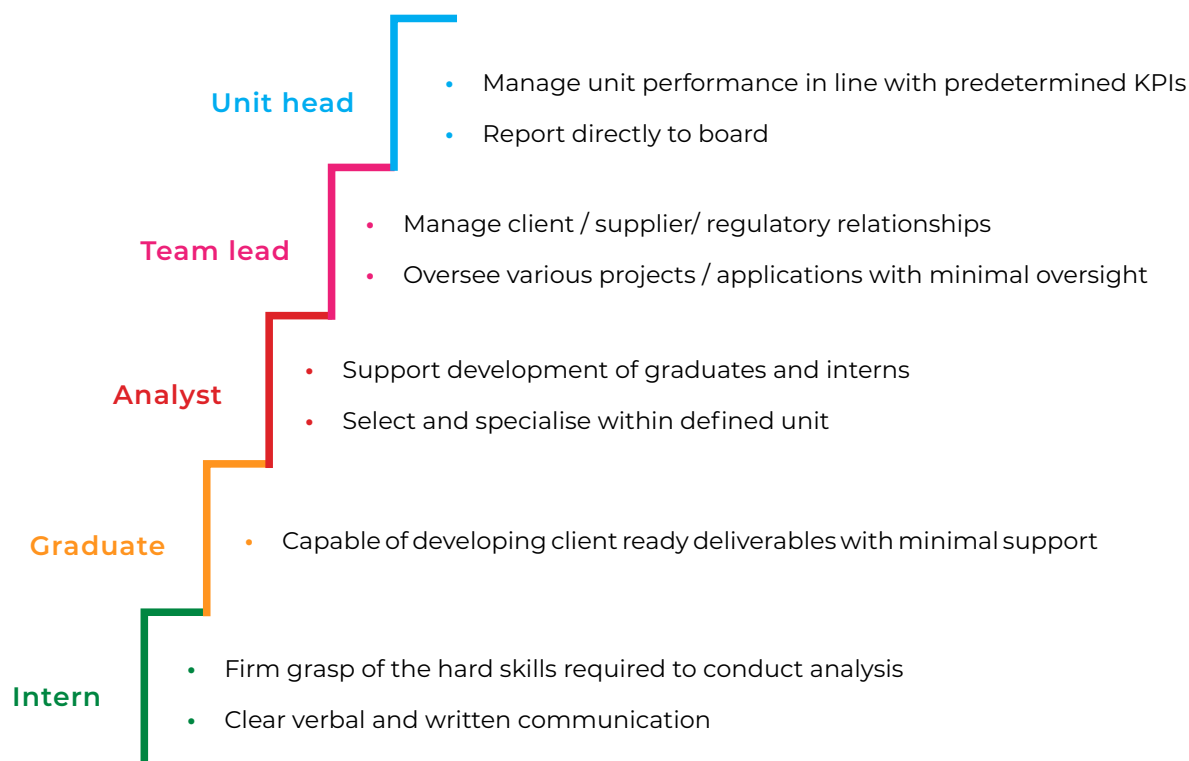 Unit head
• Manage unit performance in line with predetermined KPIs
• Report directly to board
Team lead
• Manage client / supplier/ regulatory relationships
• Oversee various projects / applications with minimal oversight
Analyst
• Support development of graduates and interns
• Select and specialise within defined unit
Graduate
• Capable of developing client ready deliverables with minimal support
Intern
• Firm grasp of the hard skills required to conduct analysis
• Clear verbal and written communication